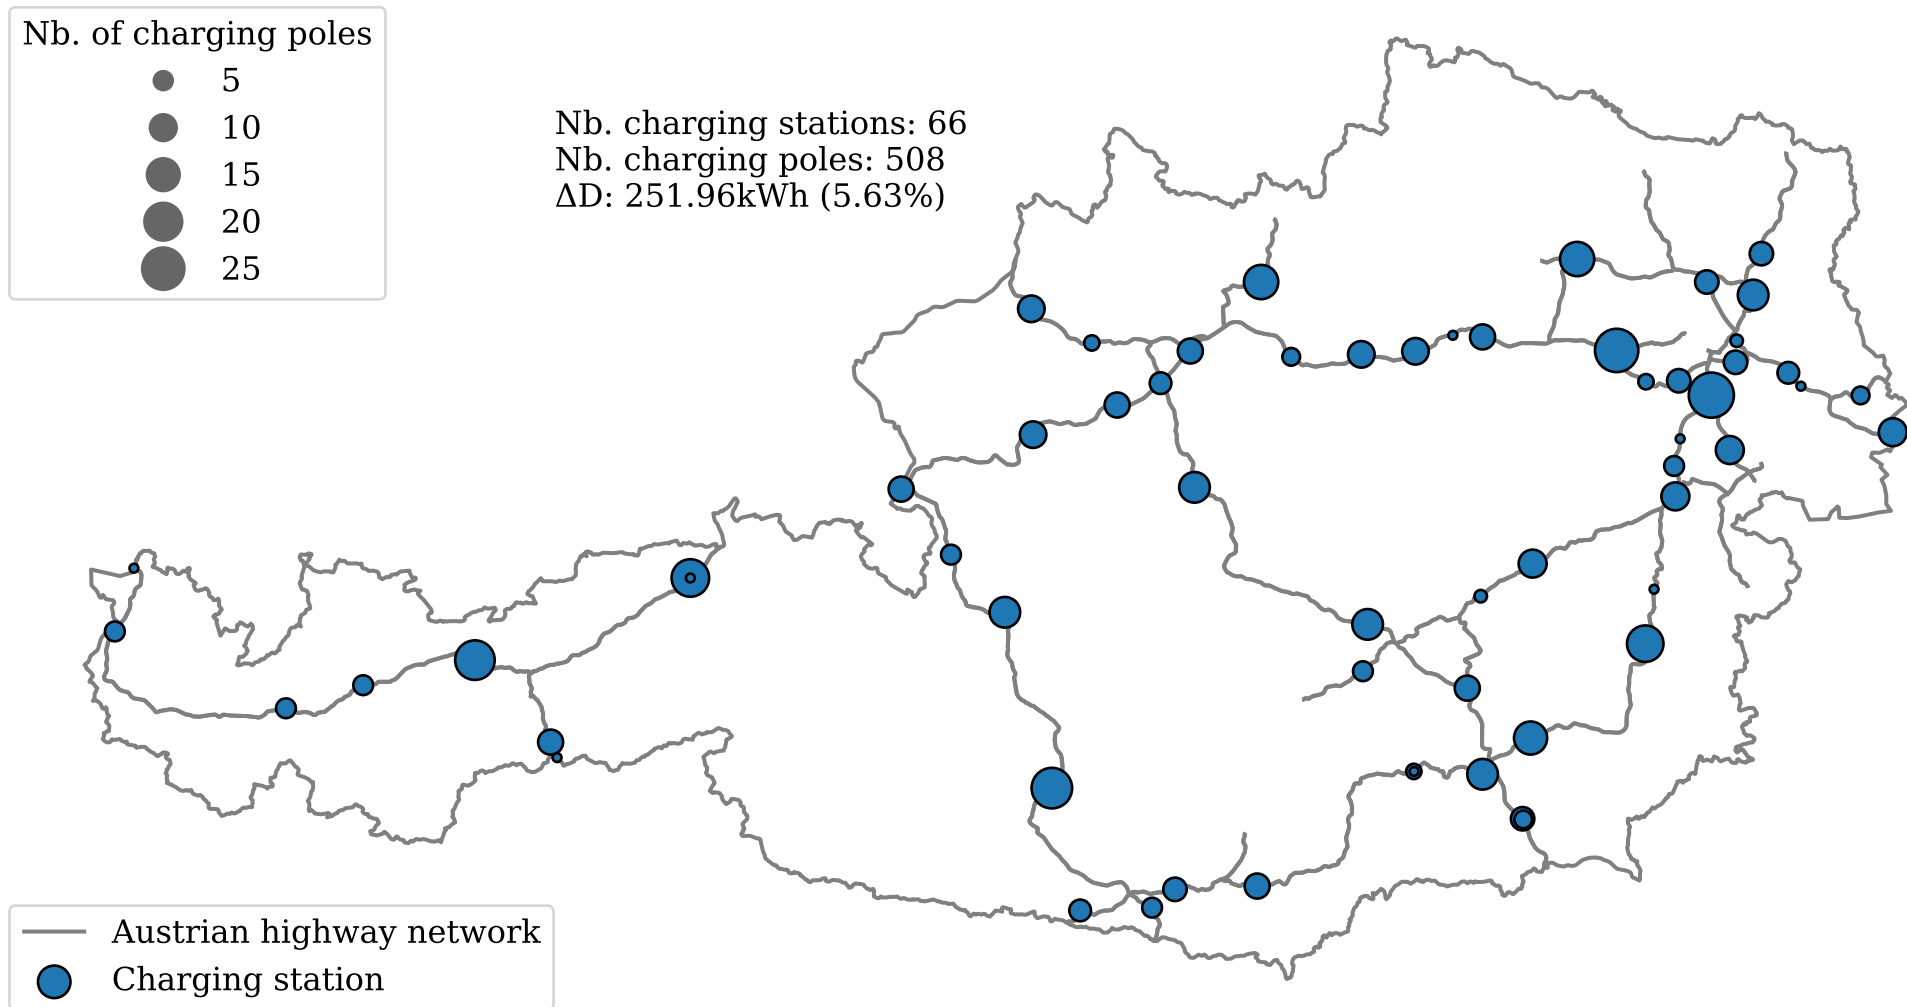 Nb. of charging poles
5
10
15
20
25
Nb. charging stations: 66
Nb. charging poles: 508
ΔD: 251.96kWh (5.63%)
Austrian highway network
Charging station